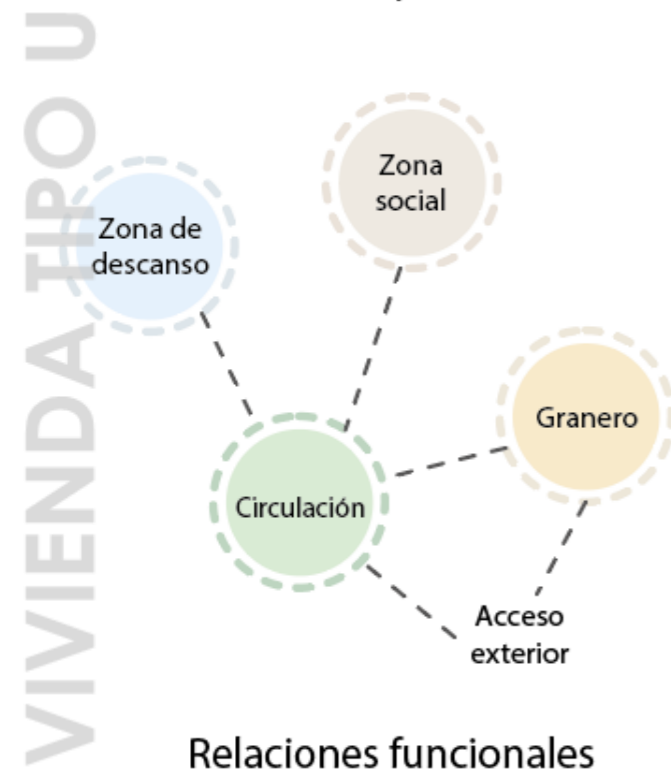 VIVIENDA TIPO U
Zona
social
Zona de
descanso
Granero
Circulación
Acceso
exterior
Relaciones funcionales